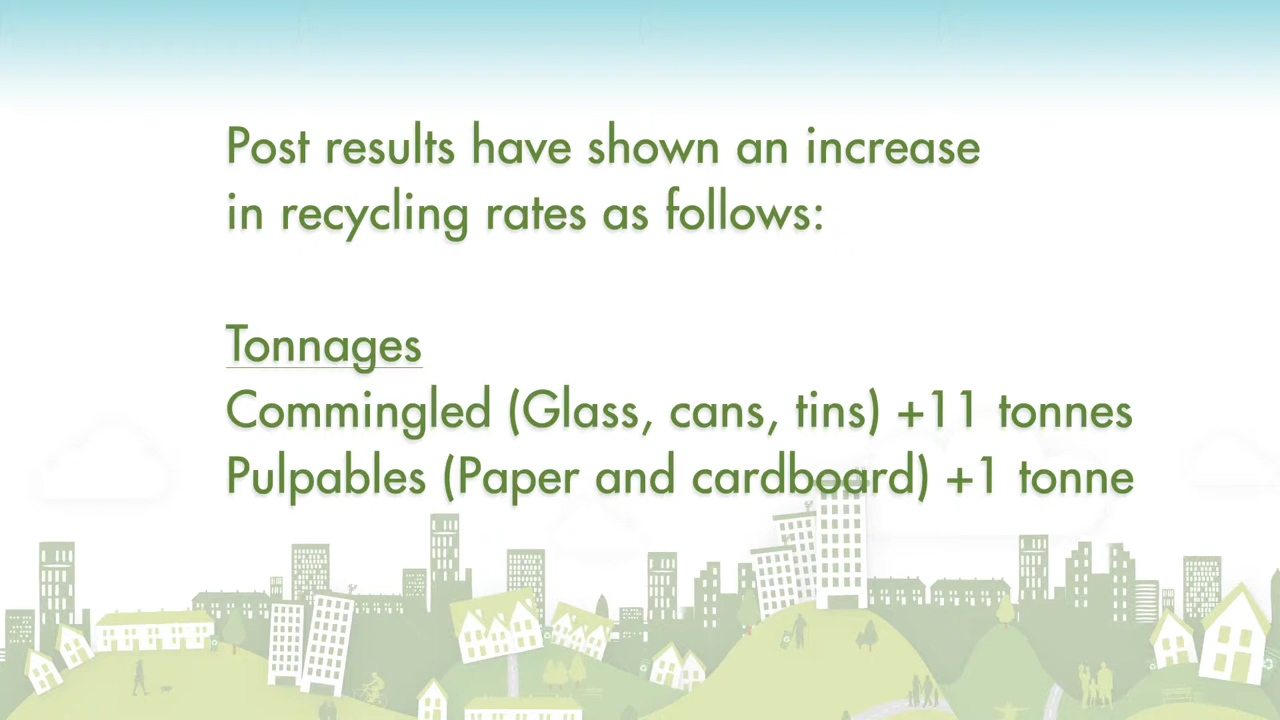 Post results have shown an increase
in recycling rates as follows:
Tonnages
Commingled (Glass, cans, tins) +11 tonnes
Pulpables (Paper and cardboard) +1 tonne